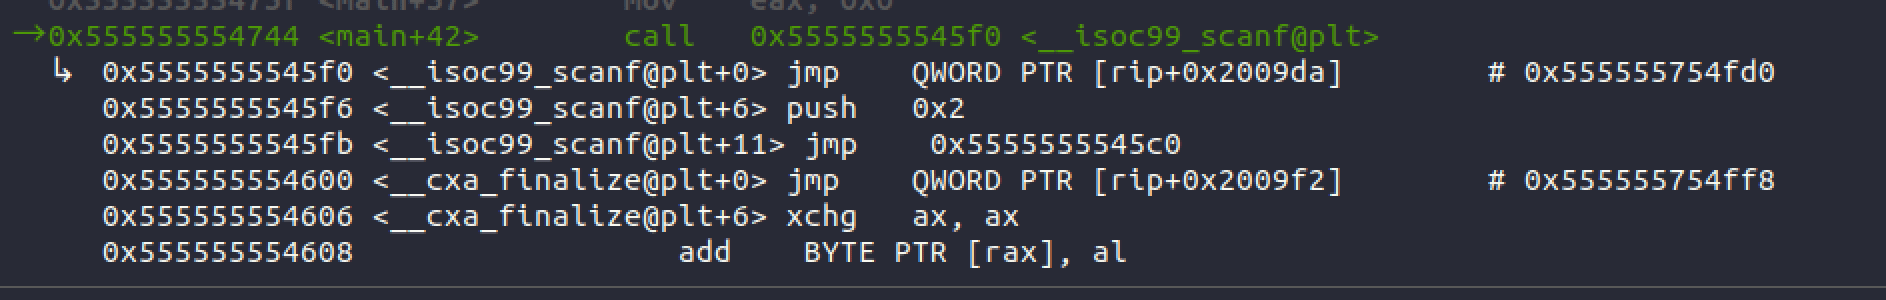 0x55555555473f <main+37> mov eax, 0x0
→0x555555554744 <main+42> call 0x5555555545f0 <__isoc99_scanf@plt>
↳ 0x5555555545f0 <__isoc99_scanf@plt+0> jmp QWORD PTR [rip+0x2009da] # 0x555555754fd0
0x5555555545f6 <__isoc99_scanf@plt+6> push 0x2
0x5555555545fb <__isoc99_scanf@plt+11> jmp 0x5555555545c0
0x555555554600 <__cxa_finalize@plt+0> jmp QWORD PTR [rip+0x2009f2] # 0x555555754ff8
0x555555554606 <__cxa_finalize@plt+6> xchg ax, ax
0x555555554608 add BYTE PTR [rax], al